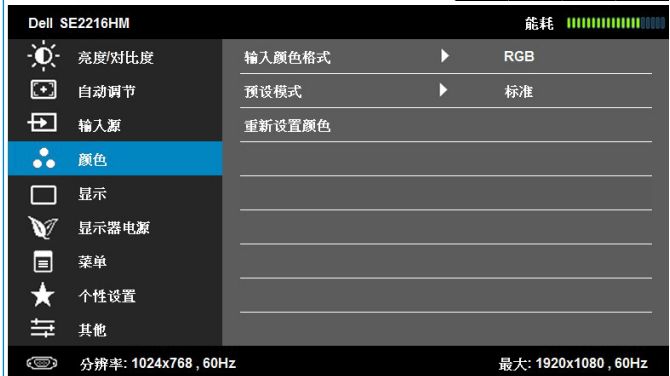 Dell SE2216HM 能耗
亮度/对比度 输入颜色格式 RGB
自动调节 预设模式 标准
输入源 重新设置颜色
颜色
显示
显示器电源
菜单
个性设置
其他
分辨率: 1024x768 , 60Hz 最大: 1920x1080 , 60Hz